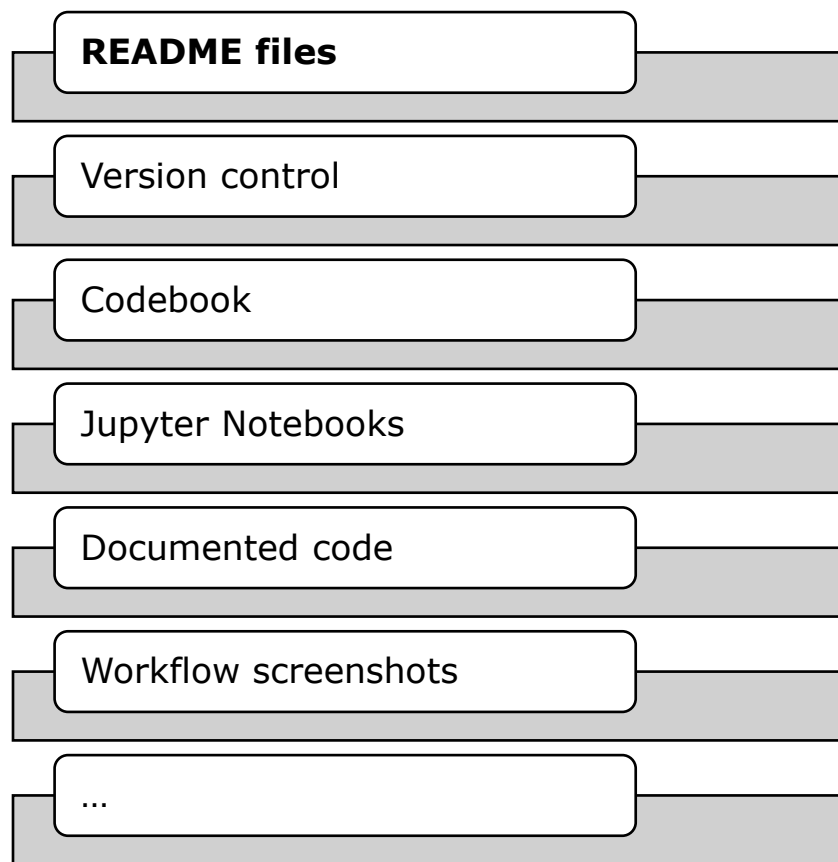 README files
Version control
Codebook
Jupyter Notebooks
Documented code
Workflow screenshots
…